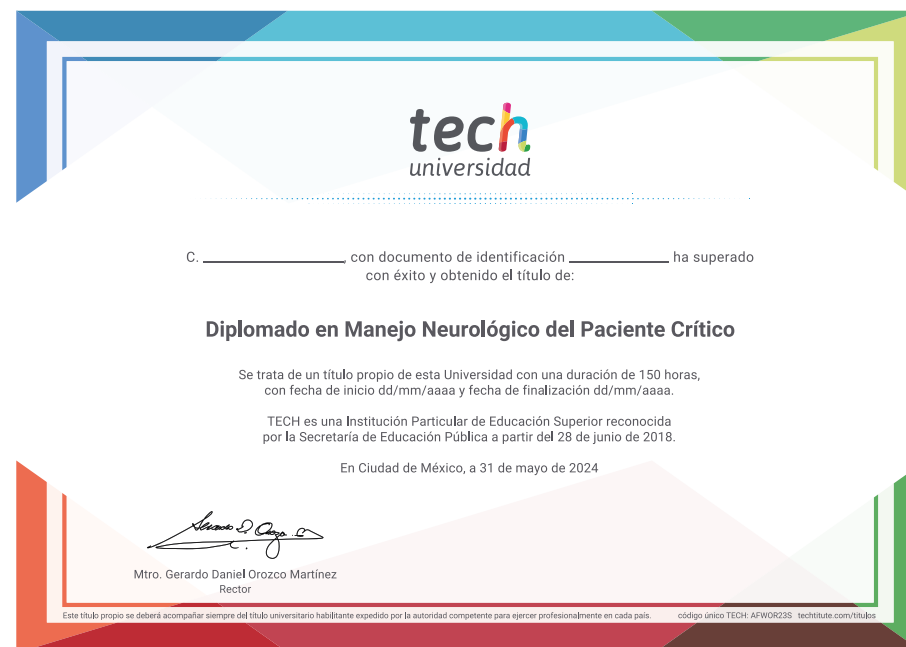 tech
universidad
C. ____________________, con documento de identificación ______________ ha superado
con éxito y obtenido el título de:
Diplomado en Manejo Neurológico del Paciente Crítico
Se trata de un título propio de esta Universidad con una duración de 150 horas,
con fecha de inicio dd/mm/aaaa y fecha de finalización dd/mm/aaaa.
TECH es una Institución Particular de Educación Superior reconocida
por la Secretaría de Educación Pública a partir del 28 de junio de 2018.
En Ciudad de México, a 31 de mayo de 2024
Mtro. Gerardo Daniel Orozco Martínez
Rector
Este título propio se deberá acompañar siempre del título universitario habilitante expedido por la autoridad competente para ejercer profesionalmente en cada país. código único TECH: AFWOR23S techtitute.com/titulos